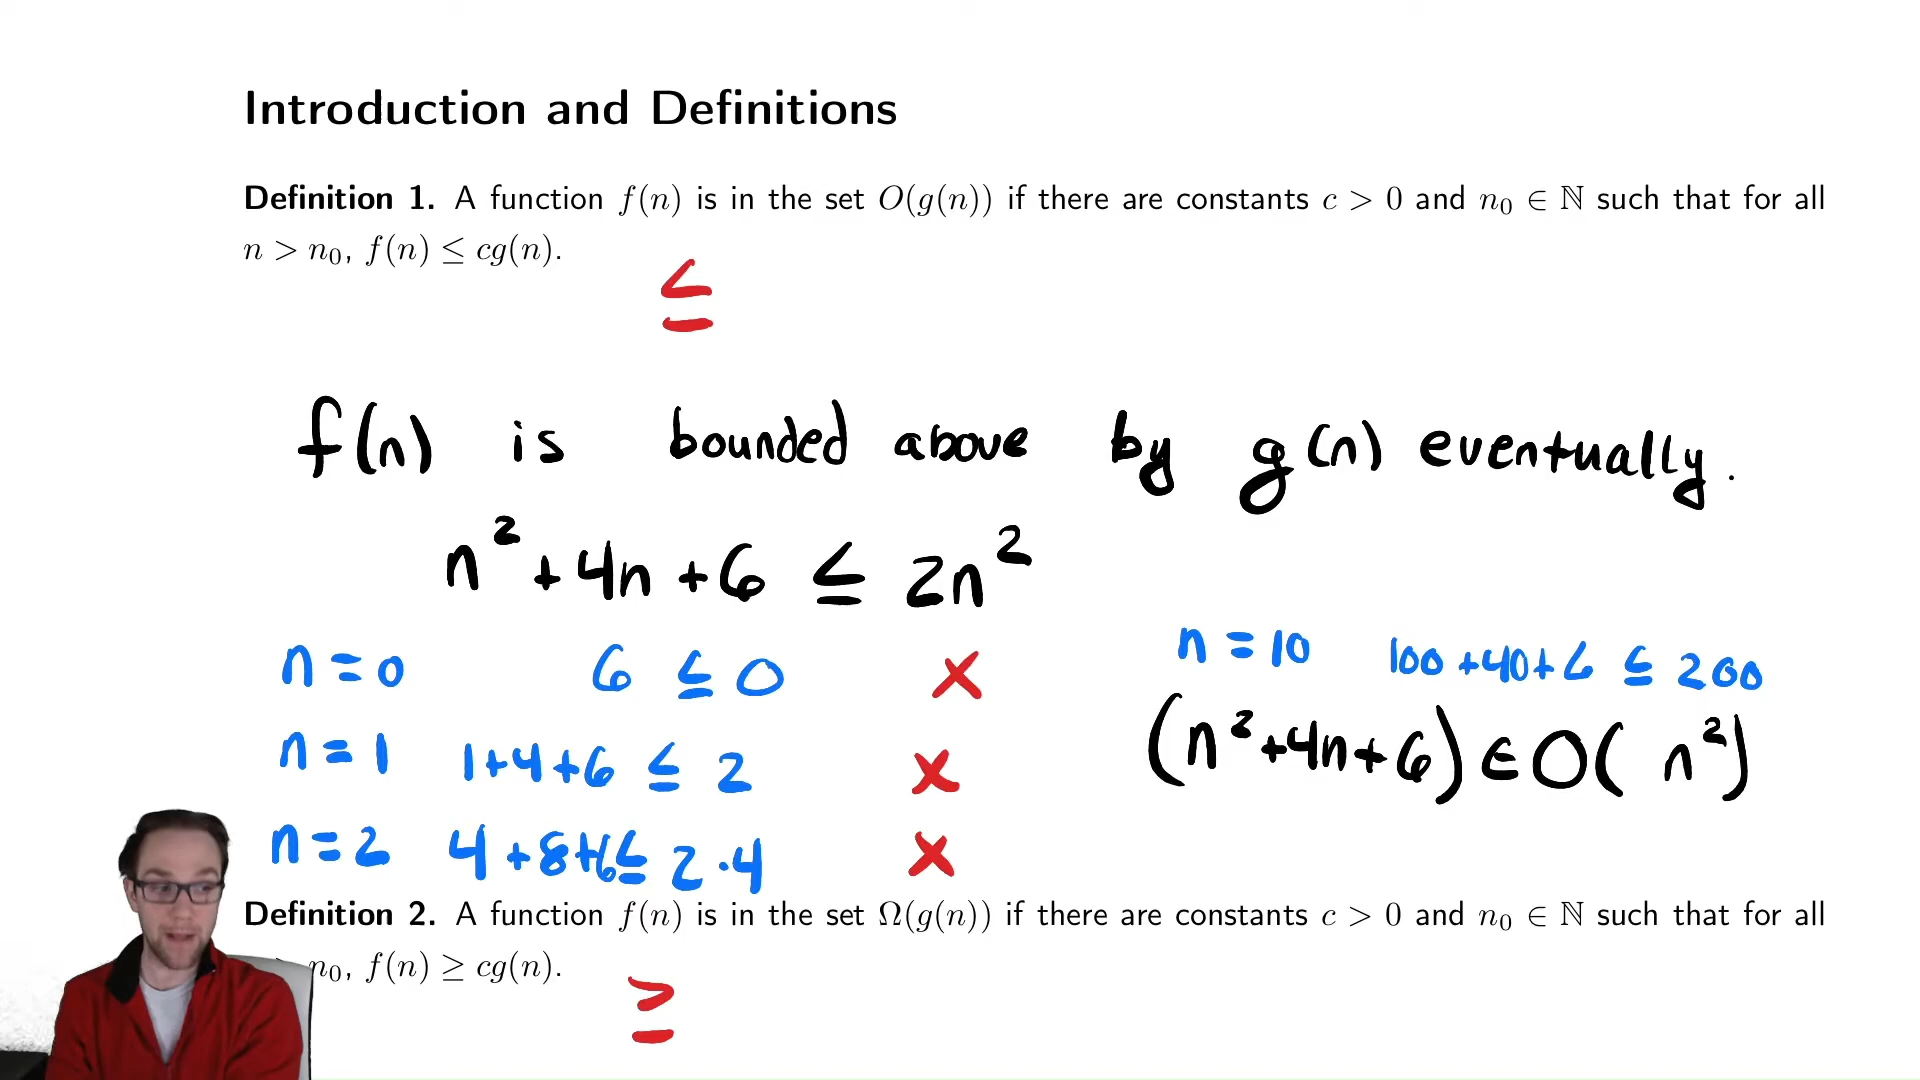 Introduction and Definitions
Definition 1. A function f(n) is in the set O(g(n)) if there are constants c > 0 and n₀ ∈ ℕ such that for all
n > n₀, f(n) ≤ cg(n).
≤
f(n) is bounded above by g(n) eventually.
n² + 4n + 6 ≤ 2n²
n = 0 6 ≤ 0 ×
n = 10 100 + 40 + 6 ≤ 200
n = 1 1 + 4 + 6 ≤ 2 ×
(n² + 4n + 6) ∈ O( n²)
n = 2 4 + 8 + 6 ≤ 2 · 4 ×
Definition 2. A function f(n) is in the set Ω(g(n)) if there are constants c > 0 and n₀ ∈ ℕ such that for all
n₀, f(n) ≥ cg(n).
≥